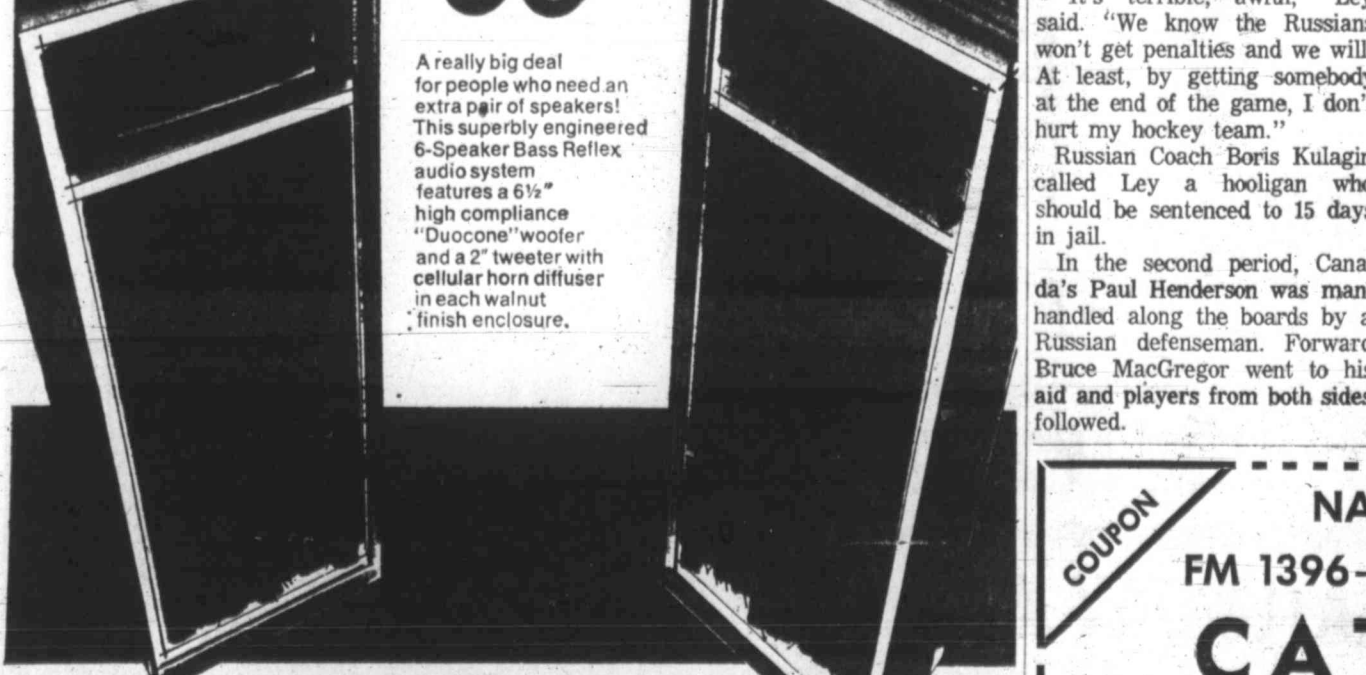 A really big deal
for people who need an
extra pair of speakers!
This superbly engineered
6-Speaker Bass Reflex
audio system
features a 6½"
high compliance
"Duocone" woofer
and a 2" tweeter with
cellular horn diffuser
in each walnut
finish enclosure.
"It's terrible, awful," Ley
said. "We know the Russian
won't get penalties and we will
At least, by getting somebody
at the end of the game, I don'
hurt my hockey team."
Russian Coach Boris Kulagin
called Ley a hooligan who
should be sentenced to 15 days
in jail.
In the second period, Cana-
da's Paul Henderson was man-
handled along the boards by a
Russian defenseman. Forward
Bruce MacGregor went to his
aid and players from both sides
followed.
COUPON
NA
FM 1396-
CAT